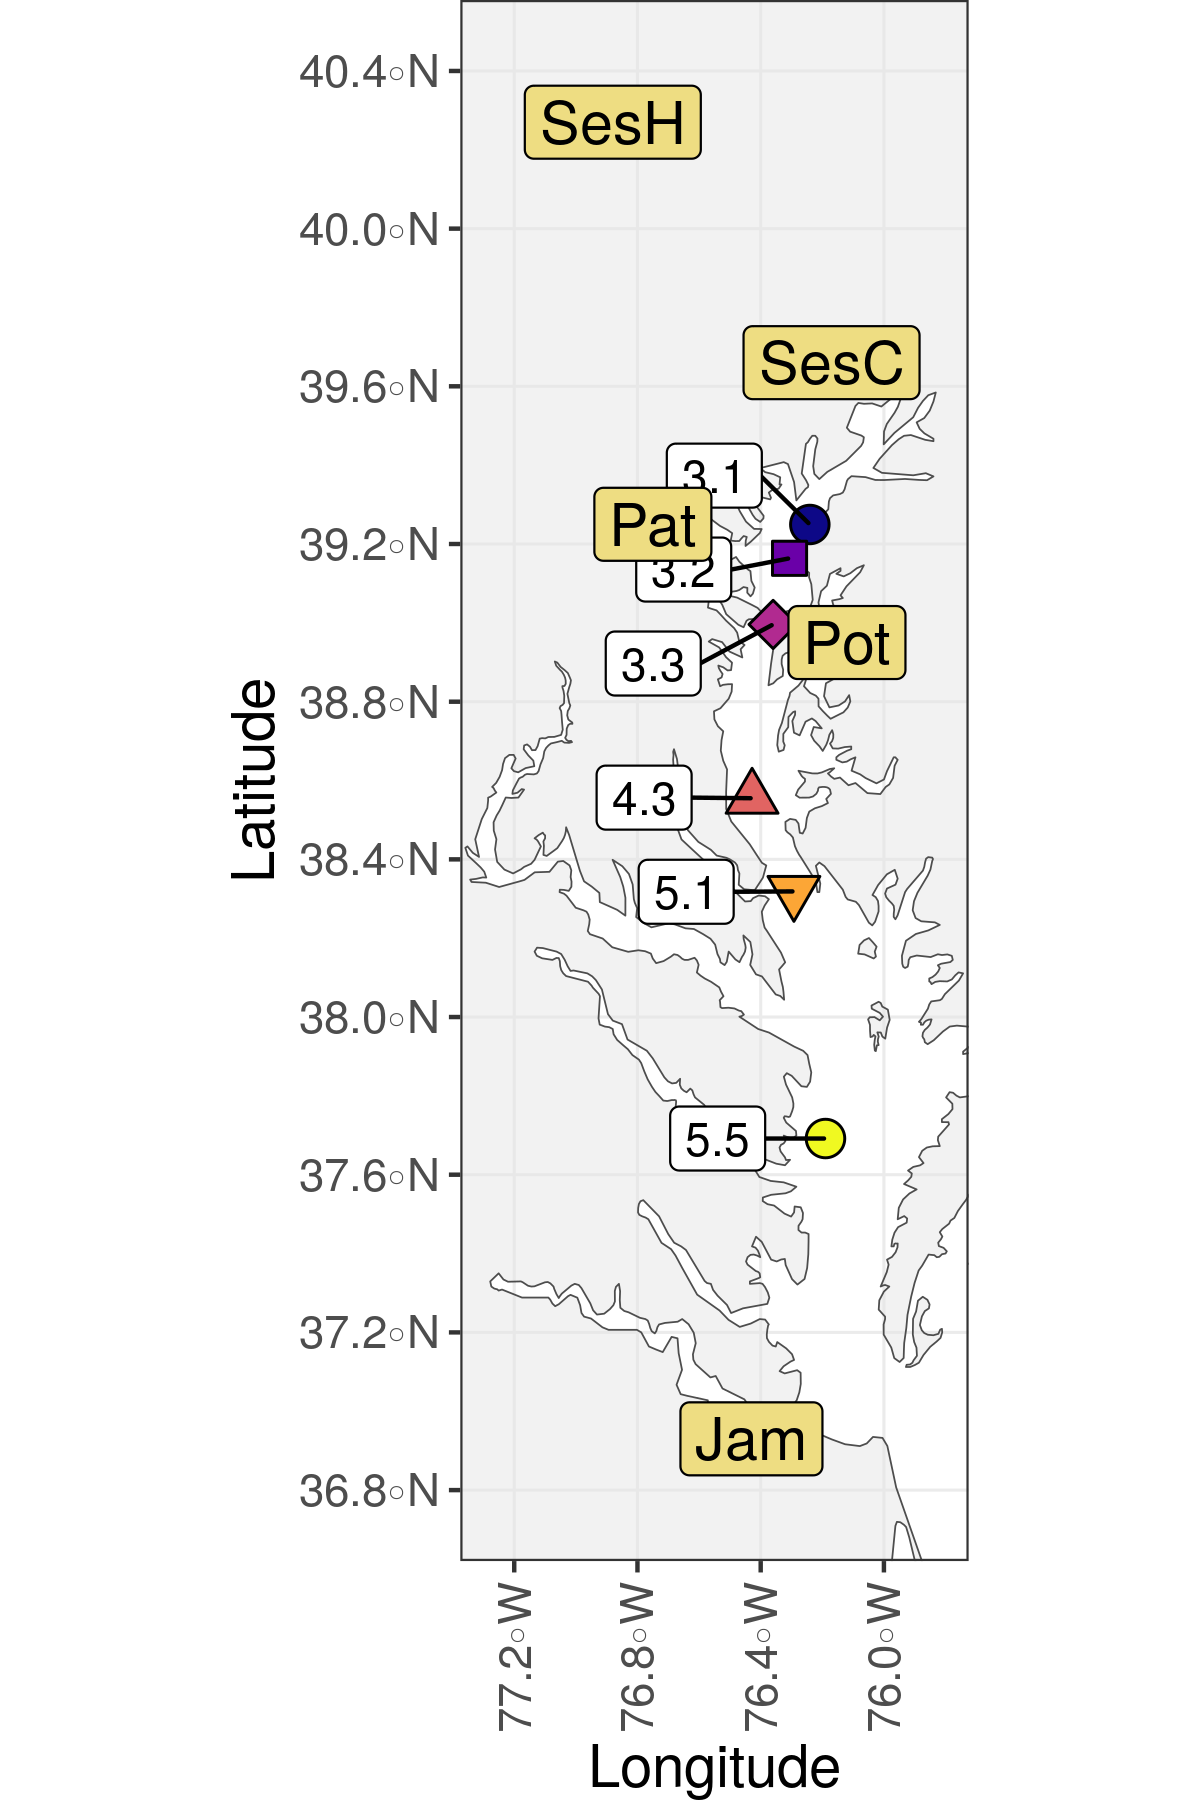 40.4◦N
SesH
40.0◦N
SesC
39.6◦N
3.1
Pat
39.2◦N
3.2
Pot
3.3
38.8◦N
4.3
38.4◦N
5.1
38.0◦N
5.5
37.6◦N
37.2◦N
Jam
36.8◦N
Latitude
77.2◦W
76.8◦W
76.4◦W
76.0◦W
Longitude